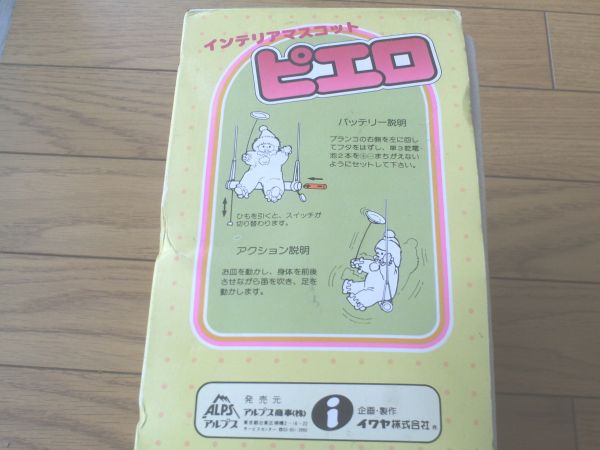 インテリアマスコット
ピエロ
バッテリー説明
ブランコの右側を左に回し
てフタをはずし、単3乾電
池2本を⊕⊖まちがえない
ようにセットして下さい。
ひもを引くと、スイッチが
切り替わります。
アクション説明
お皿を動かし、身体を前後
させながら笛を吹き、足を
動かします。
ALPS
アルプス
発売元
アルプス商事(株)
i
企画・製作
イワヤ株式会社